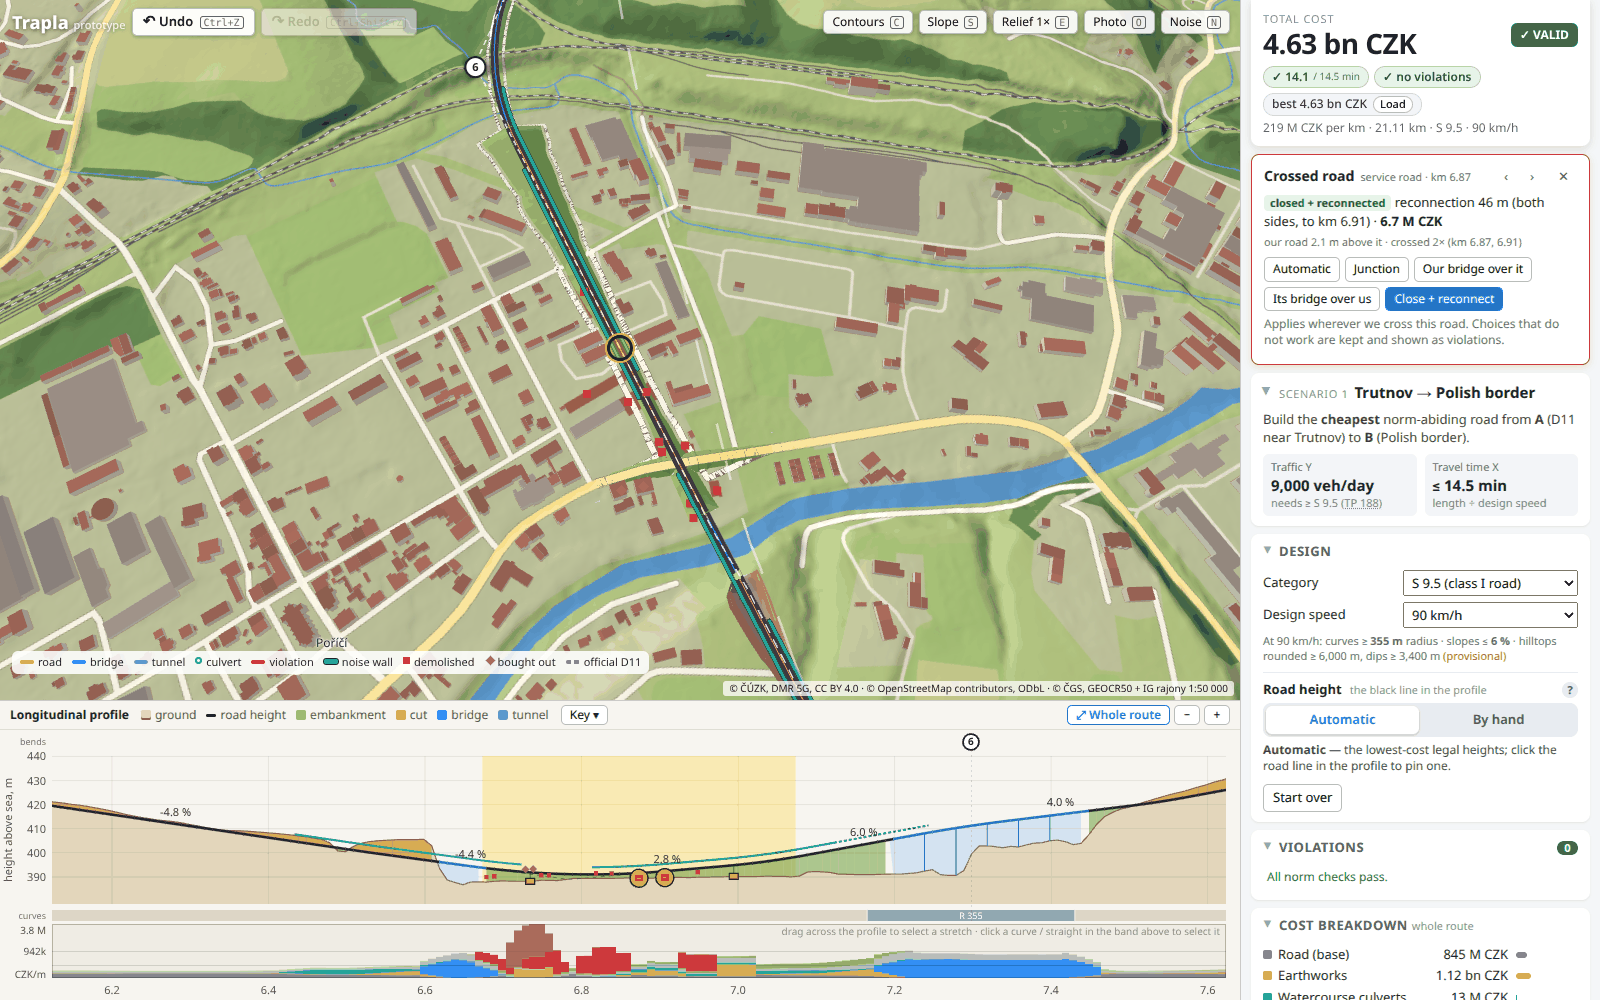 Trapla prototype
↶ Undo Ctrl+Z
↷ Redo
Contours C
Slope S
Relief 1× E
Photo O
Noise N
6
Poříčí
road
bridge
tunnel
culvert
violation
noise wall
demolished
bought out
official D11
© ČÚZK, DMR 5G, CC BY 4.0 · © OpenStreetMap contributors, ODbL · © ČGS, GEOCR50 + IG rajony 1:50 000
TOTAL COST
4.63 bn CZK
✓ VALID
✓ 14.1 / 14.5 min
✓ no violations
best 4.63 bn CZK Load
219 M CZK per km · 21.11 km · S 9.5 · 90 km/h
Crossed road service road · km 6.87 ‹ › ✕
closed + reconnected reconnection 46 m (both
sides, to km 6.91) · 6.7 M CZK
our road 2.1 m above it · crossed 2× (km 6.87, 6.91)
Automatic
Junction
Our bridge over it
Its bridge over us
Close + reconnect
Applies wherever we cross this road. Choices that do
not work are kept and shown as violations.
SCENARIO 1 Trutnov → Polish border
Build the cheapest norm-abiding road from A (D11
near Trutnov) to B (Polish border).
Traffic Y
9,000 veh/day
needs ≥ S 9.5 (TP 188)
Travel time X
≤ 14.5 min
length ÷ design speed
DESIGN
Category S 9.5 (class I road)
Design speed 90 km/h
At 90 km/h: curves ≥ 355 m radius · slopes ≤ 6 % · hilltops
rounded ≥ 6,000 m, dips ≥ 3,400 m (provisional)
Road height the black line in the profile ?
Automatic
By hand
Automatic — the lowest-cost legal heights; click the
road line in the profile to pin one.
Start over
VIOLATIONS 0
All norm checks pass.
COST BREAKDOWN whole route
Road (base) 845 M CZK
Earthworks 1.12 bn CZK
Watercourse culverts 13 M CZK
Longitudinal profile
ground
road height
embankment
cut
bridge
tunnel
Key ▾
⤢ Whole route
−
+
bends
6
height above sea, m
440
430
420
410
400
390
-4.8 %
-4.4 %
2.8 %
6.0 %
4.0 %
curves
R 355
3.8 M
942k
CZK/m
drag across the profile to select a stretch · click a curve / straight in the band above to select it
6.2
6.4
6.6
6.8
7.0
7.2
7.4
7.6